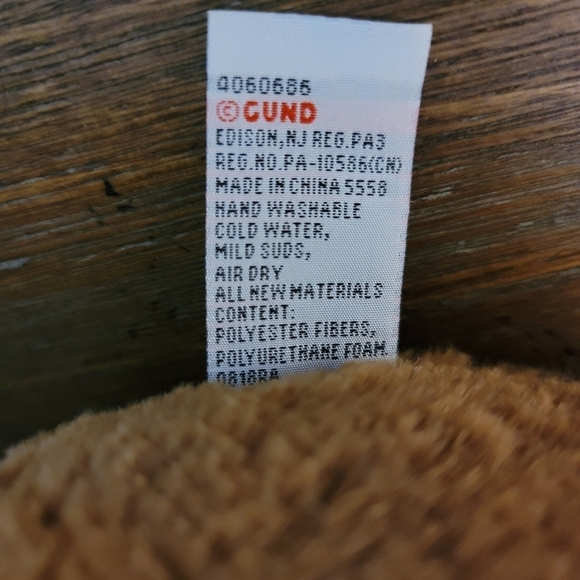 4060686
©GUND
EDISON,NJ REG.PA3
REG.NO.PA-10586(CN)
MADE IN CHINA 5558
HAND WASHABLE
COLD WATER,
MILD SUDS,
AIR DRY
ALL NEW MATERIALS
CONTENT:
POLYESTER FIBERS,
POLYURETHANE FOAM.
0818RA